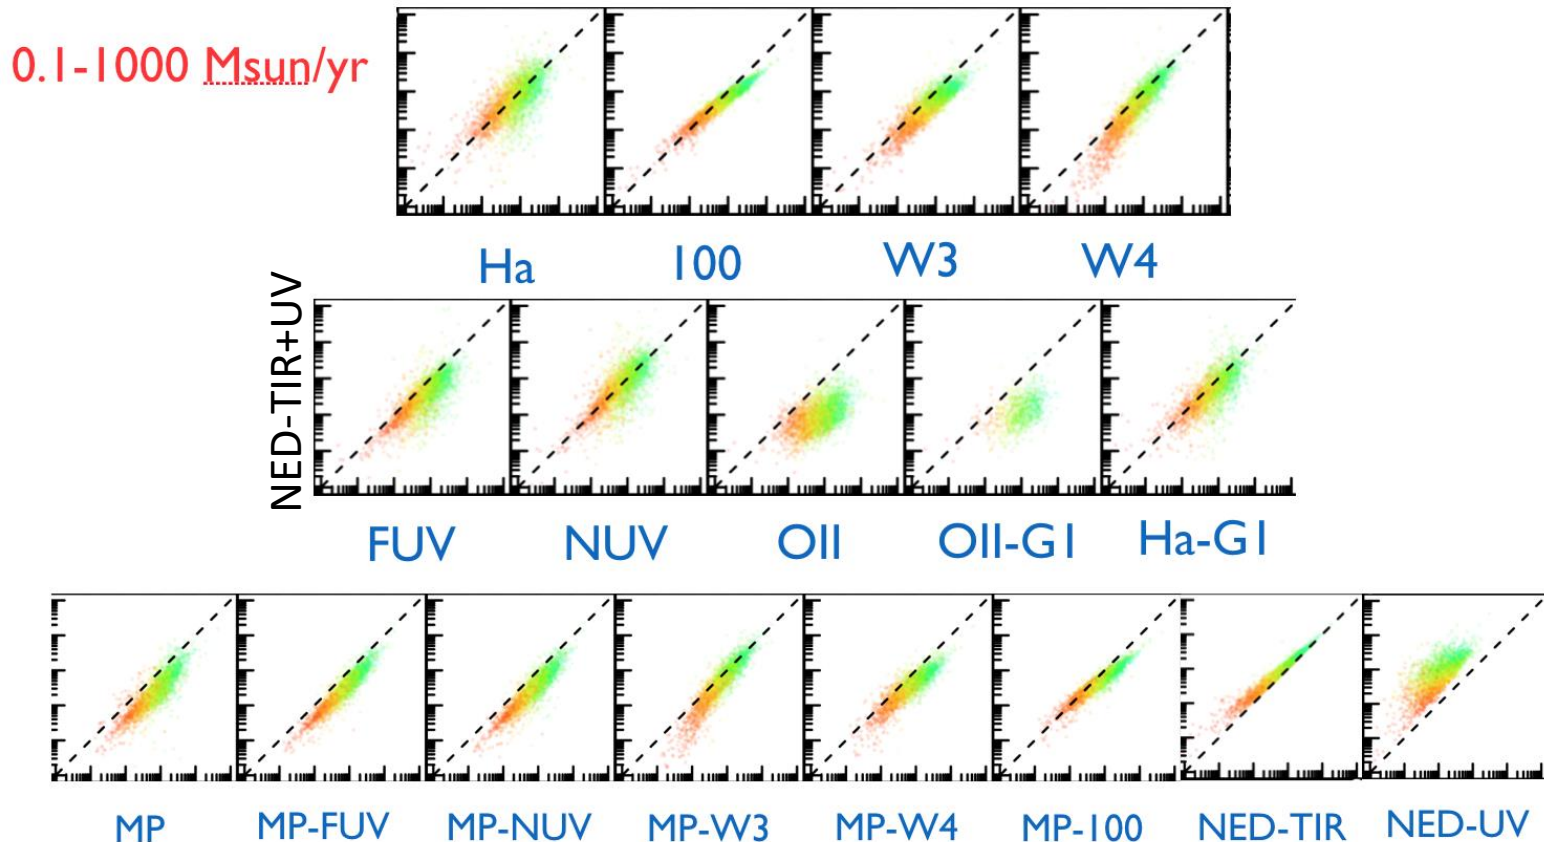 0.1-1000 Msun/yr
Ha 100 W3 W4
NED-TIR+UV
FUV NUV OII OII-G1 Ha-G1
MP MP-FUV MP-NUV MP-W3 MP-W4 MP-100 NED-TIR NED-UV